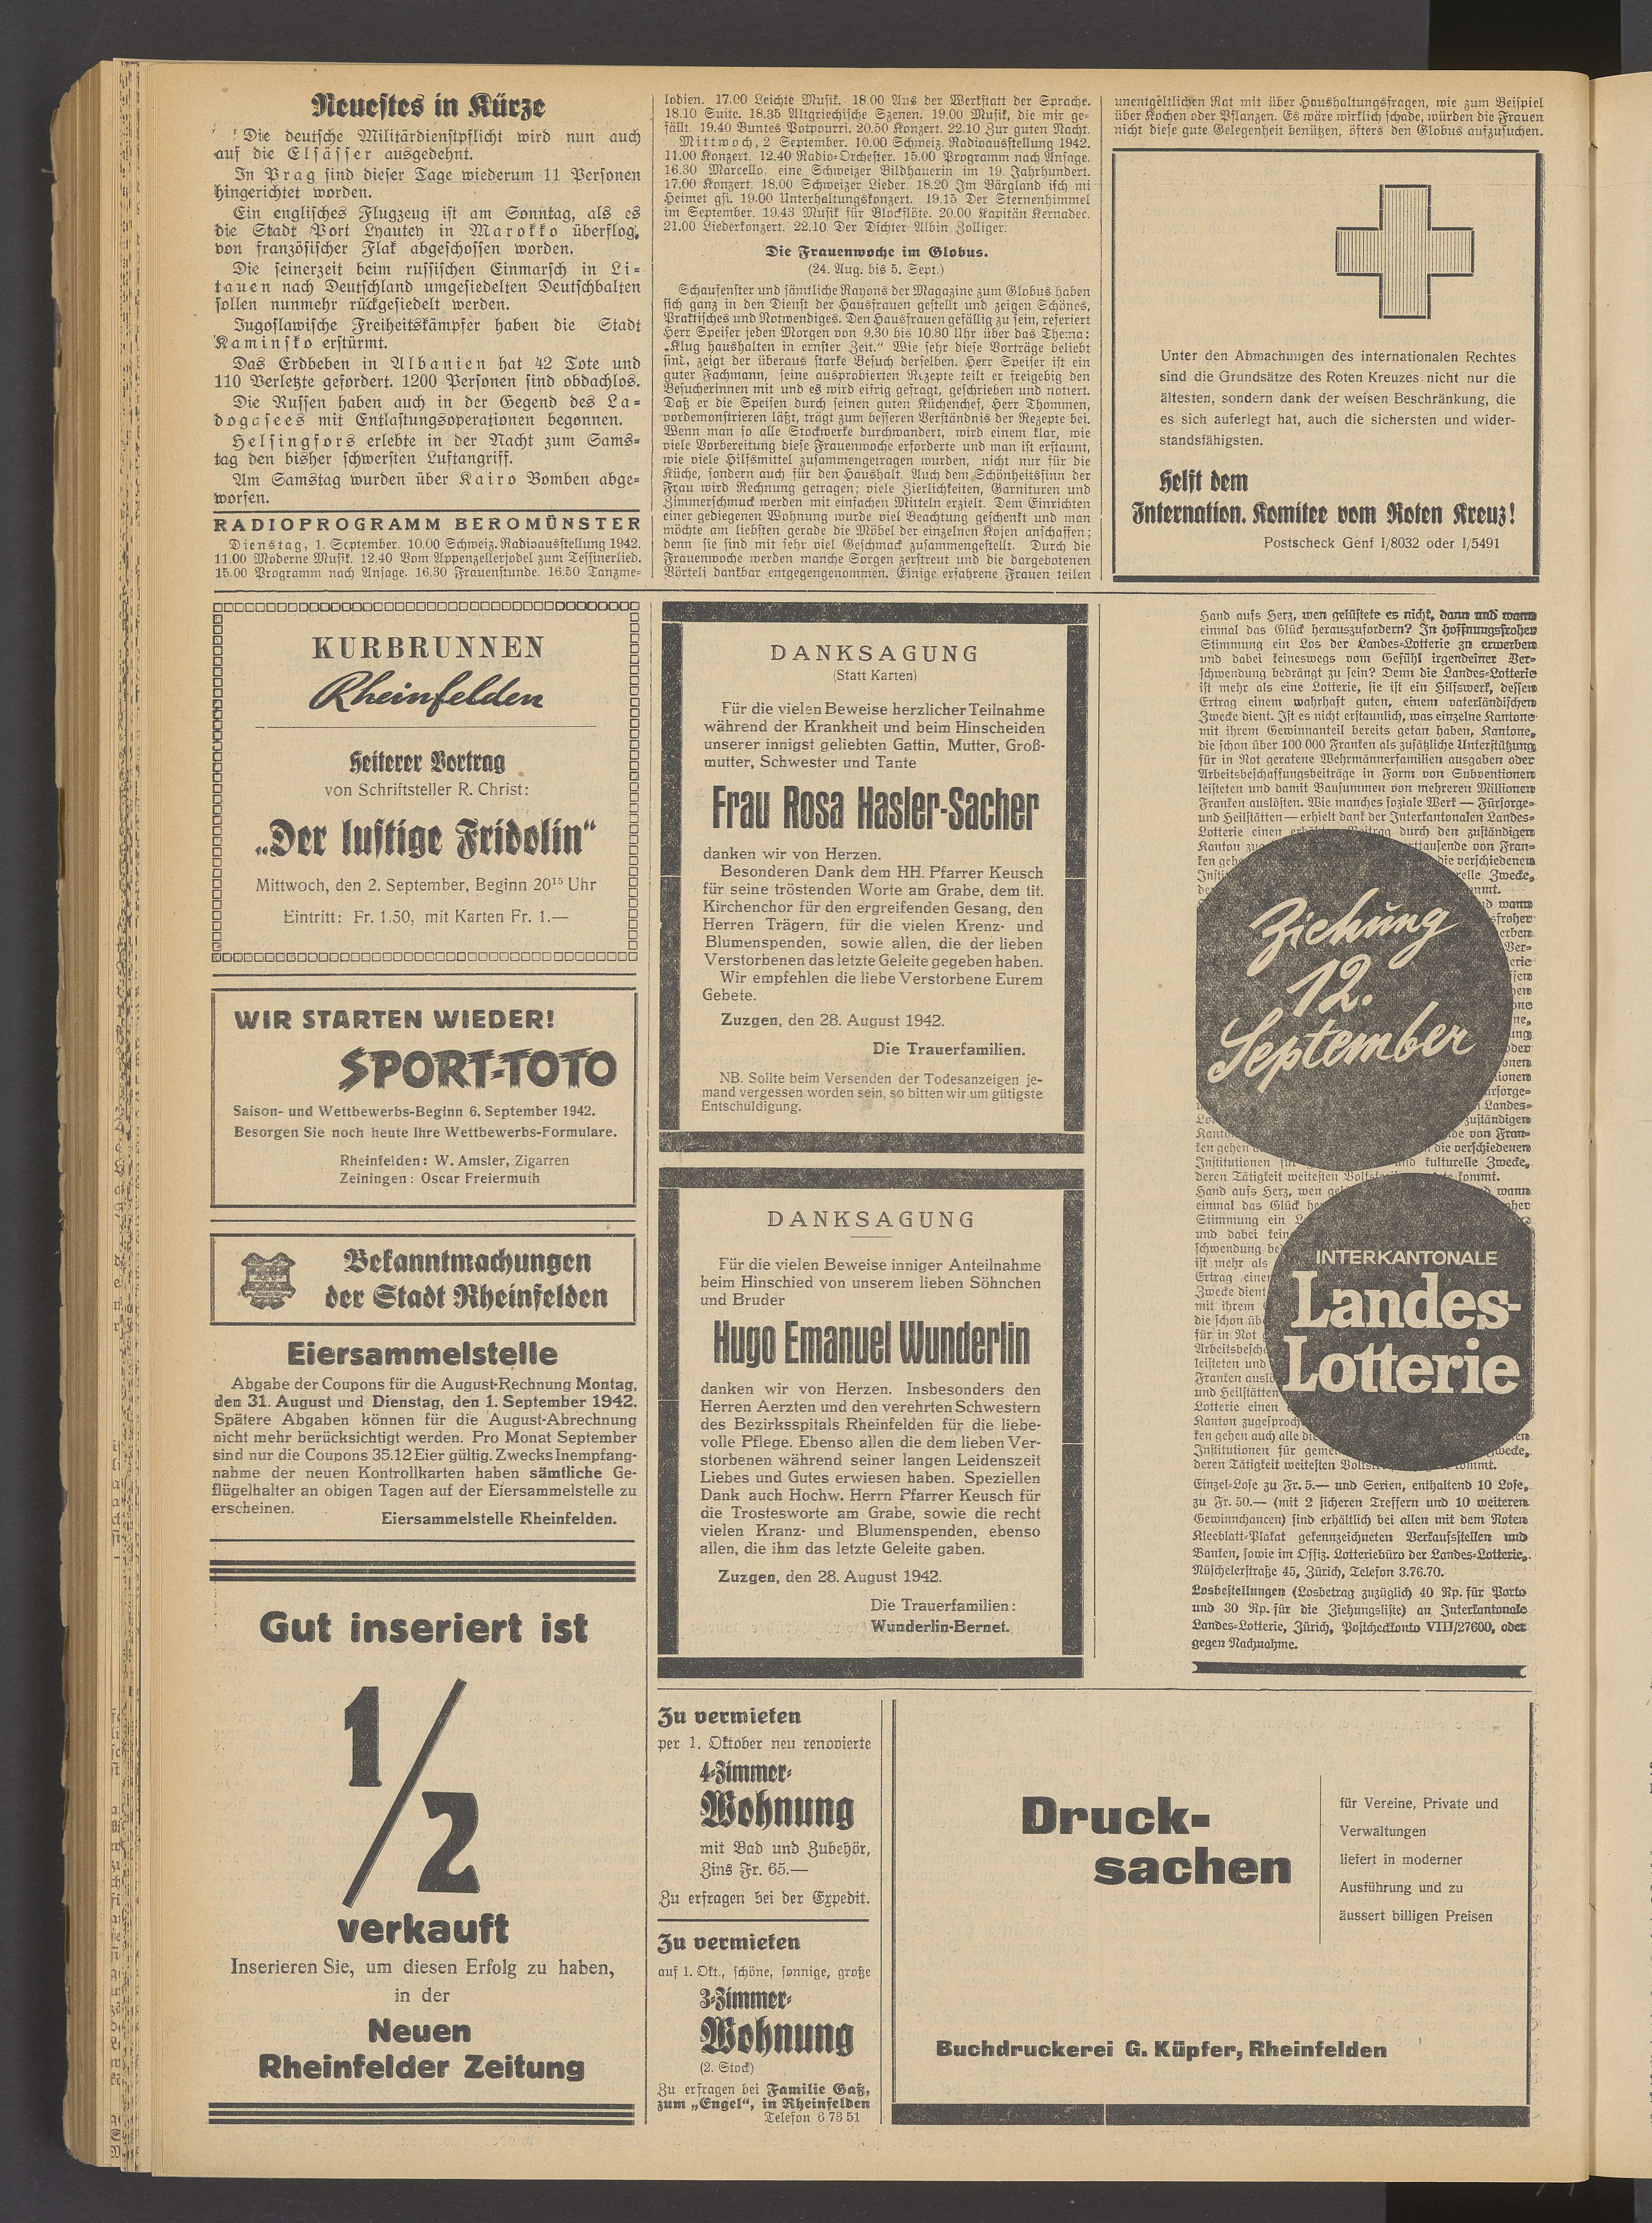 Neuestes in Kürze
Die deutsche Militärdienstpflicht wird nun auch
auf die Elsässer ausgedehnt.
In Prag sind dieser Tage wiederum 11 Personen
hingerichtet worden.
Ein englisches Flugzeug ist am Sonntag, als es
die Stadt Port Lyautey in Marokko überflog,
von französischer Flak abgeschossen worden.
Die seinerzeit beim russischen Einmarsch in Li=
tauen nach Deutschland umgesiedelten Deutschbalten
sollen nunmehr rückgesiedelt werden.
Jugoslawische Freiheitskämpfer haben die Stadt
Kaminsko erstürmt.
Das Erdbeben in Albanien hat 42 Tote und
110 Verletzte gefordert. 1200 Personen sind obdachlos.
Die Russen haben auch in der Gegend des La=
dogasees mit Entlastungsoperationen begonnen.
Helsingfors erlebte in der Nacht zum Sams=
tag den bisher schwersten Luftangriff.
Am Samstag wurden über Kairo Bomben abge=
worfen.
RADIOPROGRAMM BEROMÜNSTER
Dienstag, 1. September. 10.00 Schweiz. Radioausstellung 1942.
11.00 Moderne Musik. 12.40 Vom Appenzellerjodel zum Tessinerlied.
15.00 Programm nach Ansage. 16.30 Frauenstunde. 16.50 Tanzme=
lodien. 17.00 Leichte Musik. 18.00 Aus der Werkstatt der Sprache.
18.10 Suite. 18.35 Altgriechische Szenen. 19.00 Musik, die mir ge=
fällt. 19.40 Buntes Potpourri. 20.50 Konzert. 22.10 Zur guten Nacht.
Mittwoch, 2 September. 10.00 Schweiz. Radioausstellung 1942.
11.00 Konzert. 12.40 Radio=Orchester. 15.00 Programm nach Ansage.
16.30 Marcello, eine Schweizer Bildhauerin im 19. Jahrhundert.
17.00 Konzert. 18.00 Schweizer Lieder. 18.20 Im Bärgland isch mi
Heimet gsi. 19.00 Unterhaltungskonzert. 19.15 Der Sternenhimmel
im September. 19.43 Musik für Blockflöte. 20.00 Kapitän Kernadec.
21.00 Liederkonzert. 22.10 Der Dichter Albin Zolliger.
Die Frauenwoche im Globus.
(24. Aug. bis 5. Sept.)
Schaufenster und sämtliche Rayons der Magazine zum Globus haben
sich ganz in den Dienst der Hausfrauen gestellt und zeigen Schönes,
Praktisches und Notwendiges. Den Hausfrauen gefällig zu sein, referiert
Herr Speiser jeden Morgen von 9.30 bis 10.30 Uhr über das Thema:
„Klug haushalten in ernster Zeit.“ Wie sehr diese Vorträge beliebt
sind, zeigt der überaus starke Besuch derselben. Herr Speiser ist ein
guter Fachmann, seine ausprobierten Rezepte teilt er freigebig den
Besucherinnen mit und es wird eifrig gefragt, geschrieben und notiert.
Daß er die Speisen durch seinen guten Küchenchef, Herr Thommen,
vordemonstrieren läßt, trägt zum besseren Verständnis der Rezepte bei.
Wenn man so alle Stockwerke durchwandert, wird einem klar, wie
viele Vorbereitung diese Frauenwoche erforderte und man ist erstaunt,
wie viele Hilfsmittel zusammengetragen wurden, nicht nur für die
Küche, sondern auch für den Haushalt. Auch dem Schönheitssinn der
Frau wird Rechnung getragen; viele Zierlichkeiten, Garnituren und
Zimmerschmuck werden mit einfachen Mitteln erzielt. Dem Einrichten
einer gediegenen Wohnung wurde viel Beachtung geschenkt und man
möchte am liebsten gerade die Möbel der einzelnen Kojen anschaffen;
denn sie sind mit sehr viel Geschmack zusammengestellt. Durch die
Frauenwoche werden manche Sorgen zerstreut und die dargebotenen
Vörteli dankbar entgegengenommen. Einige erfahrene Frauen teilen
unentgeltlichen Rat mit über Haushaltungsfragen, wie zum Beispiel
über Kochen oder Pflanzen. Es wäre wirklich schade, würden die Frauen
nicht diese gute Gelegenheit benützen, öfters den Globus aufzusuchen.
Unter den Abmachungen des internationalen Rechtes
sind die Grundsätze des Roten Kreuzes nicht nur die
ältesten, sondern dank der weisen Beschränkung, die
es sich auferlegt hat, auch die sichersten und wider-
standsfähigsten.
Helft dem
Internation. Komitee vom Roten Kreuz!
Postscheck Genf I/8032 oder I/5491
KURBRUNNEN
Rheinfelden
Heiterer Vortrag
von Schriftsteller R. Christ:
„Der lustige Fridolin“
Mittwoch, den 2. September, Beginn 20¹⁵ Uhr
Eintritt: Fr. 1.50, mit Karten Fr. 1.—
WIR STARTEN WIEDER!
SPORT-TOTO
Saison- und Wettbewerbs-Beginn 6. September 1942.
Besorgen Sie noch heute Ihre Wettbewerbs-Formulare.
Rheinfelden: W. Amsler, Zigarren
Zeiningen: Oscar Freiermuth
Bekanntmachungen
der Stadt Rheinfelden
Eiersammelstelle
Abgabe der Coupons für die August-Rechnung Montag,
den 31. August und Dienstag, den 1. September 1942.
Spätere Abgaben können für die August-Abrechnung
nicht mehr berücksichtigt werden. Pro Monat September
sind nur die Coupons 35.12 Eier gültig. Zwecks Inempfang-
nahme der neuen Kontrollkarten haben sämtliche Ge-
flügelhalter an obigen Tagen auf der Eiersammelstelle zu
erscheinen.
Eiersammelstelle Rheinfelden.
Gut inseriert ist
1/2
verkauft
Inserieren Sie, um diesen Erfolg zu haben,
in der
Neuen
Rheinfelder Zeitung
DANKSAGUNG
(Statt Karten)
Für die vielen Beweise herzlicher Teilnahme
während der Krankheit und beim Hinscheiden
unserer innigst geliebten Gattin, Mutter, Groß-
mutter, Schwester und Tante
Frau Rosa Hasler-Sacher
danken wir von Herzen.
Besonderen Dank dem HH. Pfarrer Keusch
für seine tröstenden Worte am Grabe, dem tit.
Kirchenchor für den ergreifenden Gesang, den
Herren Trägern, für die vielen Krenz- und
Blumenspenden, sowie allen, die der lieben
Verstorbenen das letzte Geleite gegeben haben.
Wir empfehlen die liebe Verstorbene Eurem
Gebete.
Zuzgen, den 28. August 1942.
Die Trauerfamilien.
NB. Sollte beim Versenden der Todesanzeigen je-
mand vergessen worden sein, so bitten wir um gütigste
Entschuldigung.
DANKSAGUNG
Für die vielen Beweise inniger Anteilnahme
beim Hinschied von unserem lieben Söhnchen
und Bruder
Hugo Emanuel Wunderlin
danken wir von Herzen. Insbesonders den
Herren Aerzten und den verehrten Schwestern
des Bezirksspitals Rheinfelden für die liebe-
volle Pflege. Ebenso allen die dem lieben Ver-
storbenen während seiner langen Leidenszeit
Liebes und Gutes erwiesen haben. Speziellen
Dank auch Hochw. Herrn Pfarrer Keusch für
die Trostesworte am Grabe, sowie die recht
vielen Kranz- und Blumenspenden, ebenso
allen, die ihm das letzte Geleite gaben.
Zuzgen, den 28. August 1942.
Die Trauerfamilien:
Wunderlin-Bernet.
Hand aufs Herz, wen gelüstete es nicht, dann und wann
einmal das Glück herauszufordern? In hoffnungsfroher
Stimmung ein Los der Landes=Lotterie zu erwerben
und dabei keineswegs vom Gefühl irgendeiner Ver=
schwendung bedrängt zu sein? Denn die Landes=Lotterie
ist mehr als eine Lotterie, sie ist ein Hilfswerk, dessen
Ertrag einem wahrhaft guten, einem vaterländischen
Zwecke dient. Ist es nicht erstaunlich, was einzelne Kantone
mit ihrem Gewinnanteil bereits getan haben, Kantone,
die schon über 100 000 Franken als zusätzliche Unterstützung
für in Not geratene Wehrmännerfamilien ausgaben oder
Arbeitsbeschaffungsbeiträge in Form von Subventionen
leisteten und damit Bausummen von mehreren Millionen
Franken auslösten. Wie manches soziale Werk — Fürsorge=
und Heilstätten — erhielt dank der Interkantonalen Landes=
Lotterie einen Beitrag durch den zuständigen
Kanton
Ziehung
12.
September
Institutionen kulturelle Zwecke,
deren Tätigkeit weitesten kommt.
Hand aufs Herz, wen wann
einmal das Glück
Stimmung ein
und dabei
INTERKANTONALE
Landes-
Lotterie
Einzel=Lose zu Fr. 5.— und Serien, enthaltend 10 Lose,
zu Fr. 50.— (mit 2 sicheren Treffern und 10 weiteren
Gewinnchancen) sind erhältlich bei allen mit dem Roten
Kleeblatt=Plakat gekennzeichneten Verkaufsstellen und
Banken, sowie im Offiz. Lotteriebüro der Landes=Lotterie,
Nüschelerstraße 45, Zürich, Telefon 3.76.70.
Losbestellungen (Losbetrag zuzüglich 40 Rp. für Porto
und 30 Rp. für die Ziehungsliste) an Interkantonale
Landes=Lotterie, Zürich, Postcheckkonto VIII/27600, oder
gegen Nachnahme.
Zu vermieten
per 1. Oktober neu renovierte
4=Zimmer=
Wohnung
mit Bad und Zubehör,
Zins Fr. 65.—
Zu erfragen bei der Expedit.
Zu vermieten
auf 1. Okt., schöne, sonnige, große
3=Zimmer=
Wohnung
(2. Stock)
Zu erfragen bei Familie Gaß,
zum „Engel“, in Rheinfelden
Telefon 6 73 51
Druck-
sachen
für Vereine, Private und
Verwaltungen
liefert in moderner
Ausführung und zu
äussert billigen Preisen
Buchdruckerei G. Küpfer, Rheinfelden